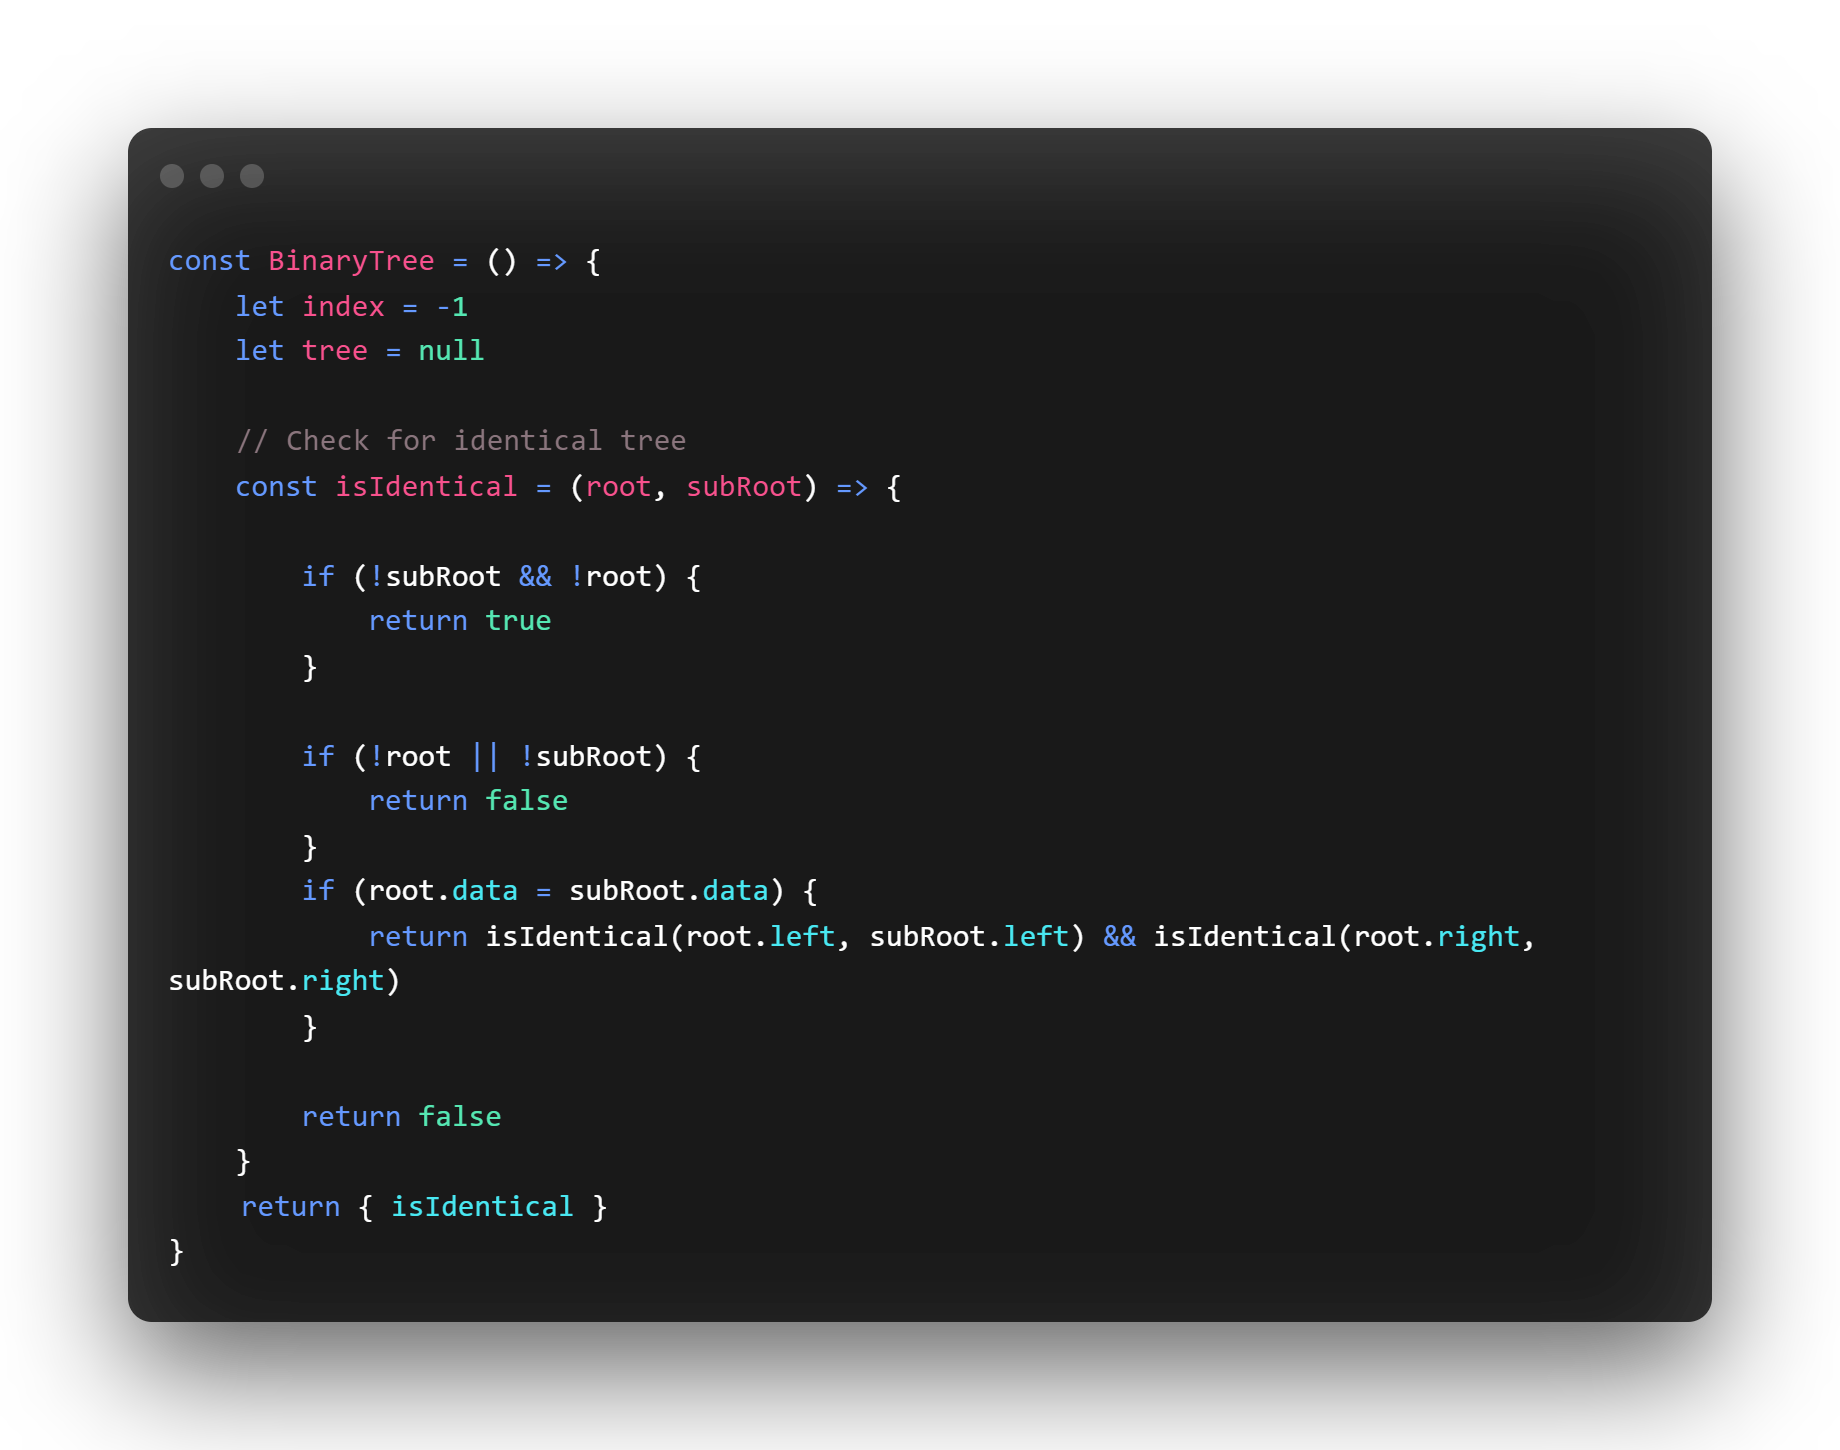 const BinaryTree = () => {
    let index = -1
    let tree = null

    // Check for identical tree
    const isIdentical = (root, subRoot) => {

        if (!subRoot && !root) {
            return true
        }

        if (!root || !subRoot) {
            return false
        }
        if (root.data = subRoot.data) {
            return isIdentical(root.left, subRoot.left) && isIdentical(root.right,
subRoot.right)
        }

        return false
    }
    return { isIdentical }
}